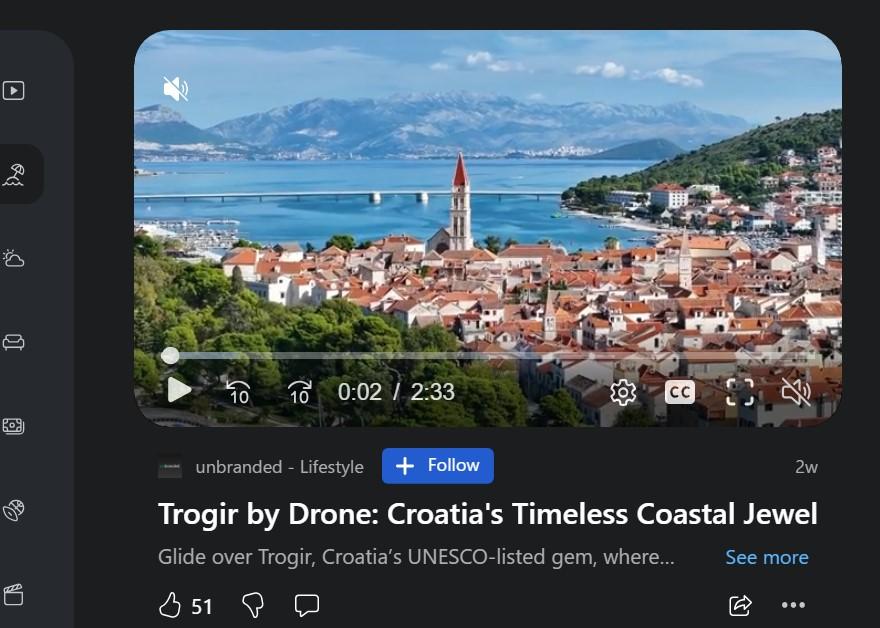 10
10
0:02 / 2:33
CC
unbranded - Lifestyle
+ Follow
2w
Trogir by Drone: Croatia's Timeless Coastal Jewel
Glide over Trogir, Croatia’s UNESCO-listed gem, where...
See more
51